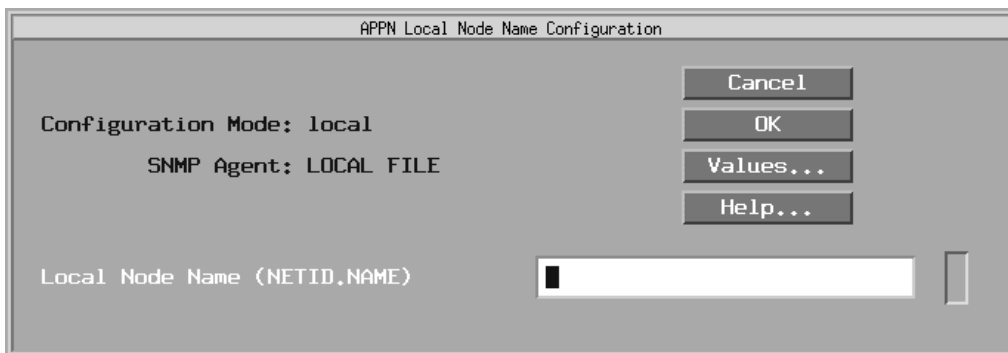 APPN Local Node Name Configuration
Cancel
Configuration Mode: local
OK
SNMP Agent: LOCAL FILE
Values...
Help...
Local Node Name (NETID.NAME)